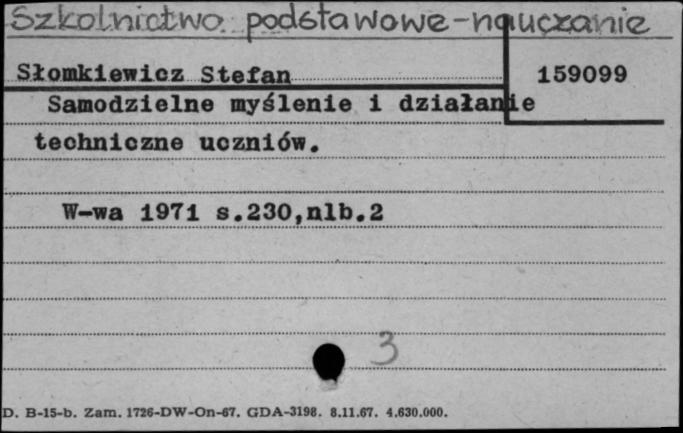 Szkolnictwo podstawowe-nauczanie
Słomkiewicz Stefan
159099
Samodzielne myślenie i działanie
techniczne uczniów.
W-wa 1971 s.230,nlb.2
3
D. B-15-b. Zam. 1726-DW-On-67. GDA-3198. 8.11.67. 4.630.000.